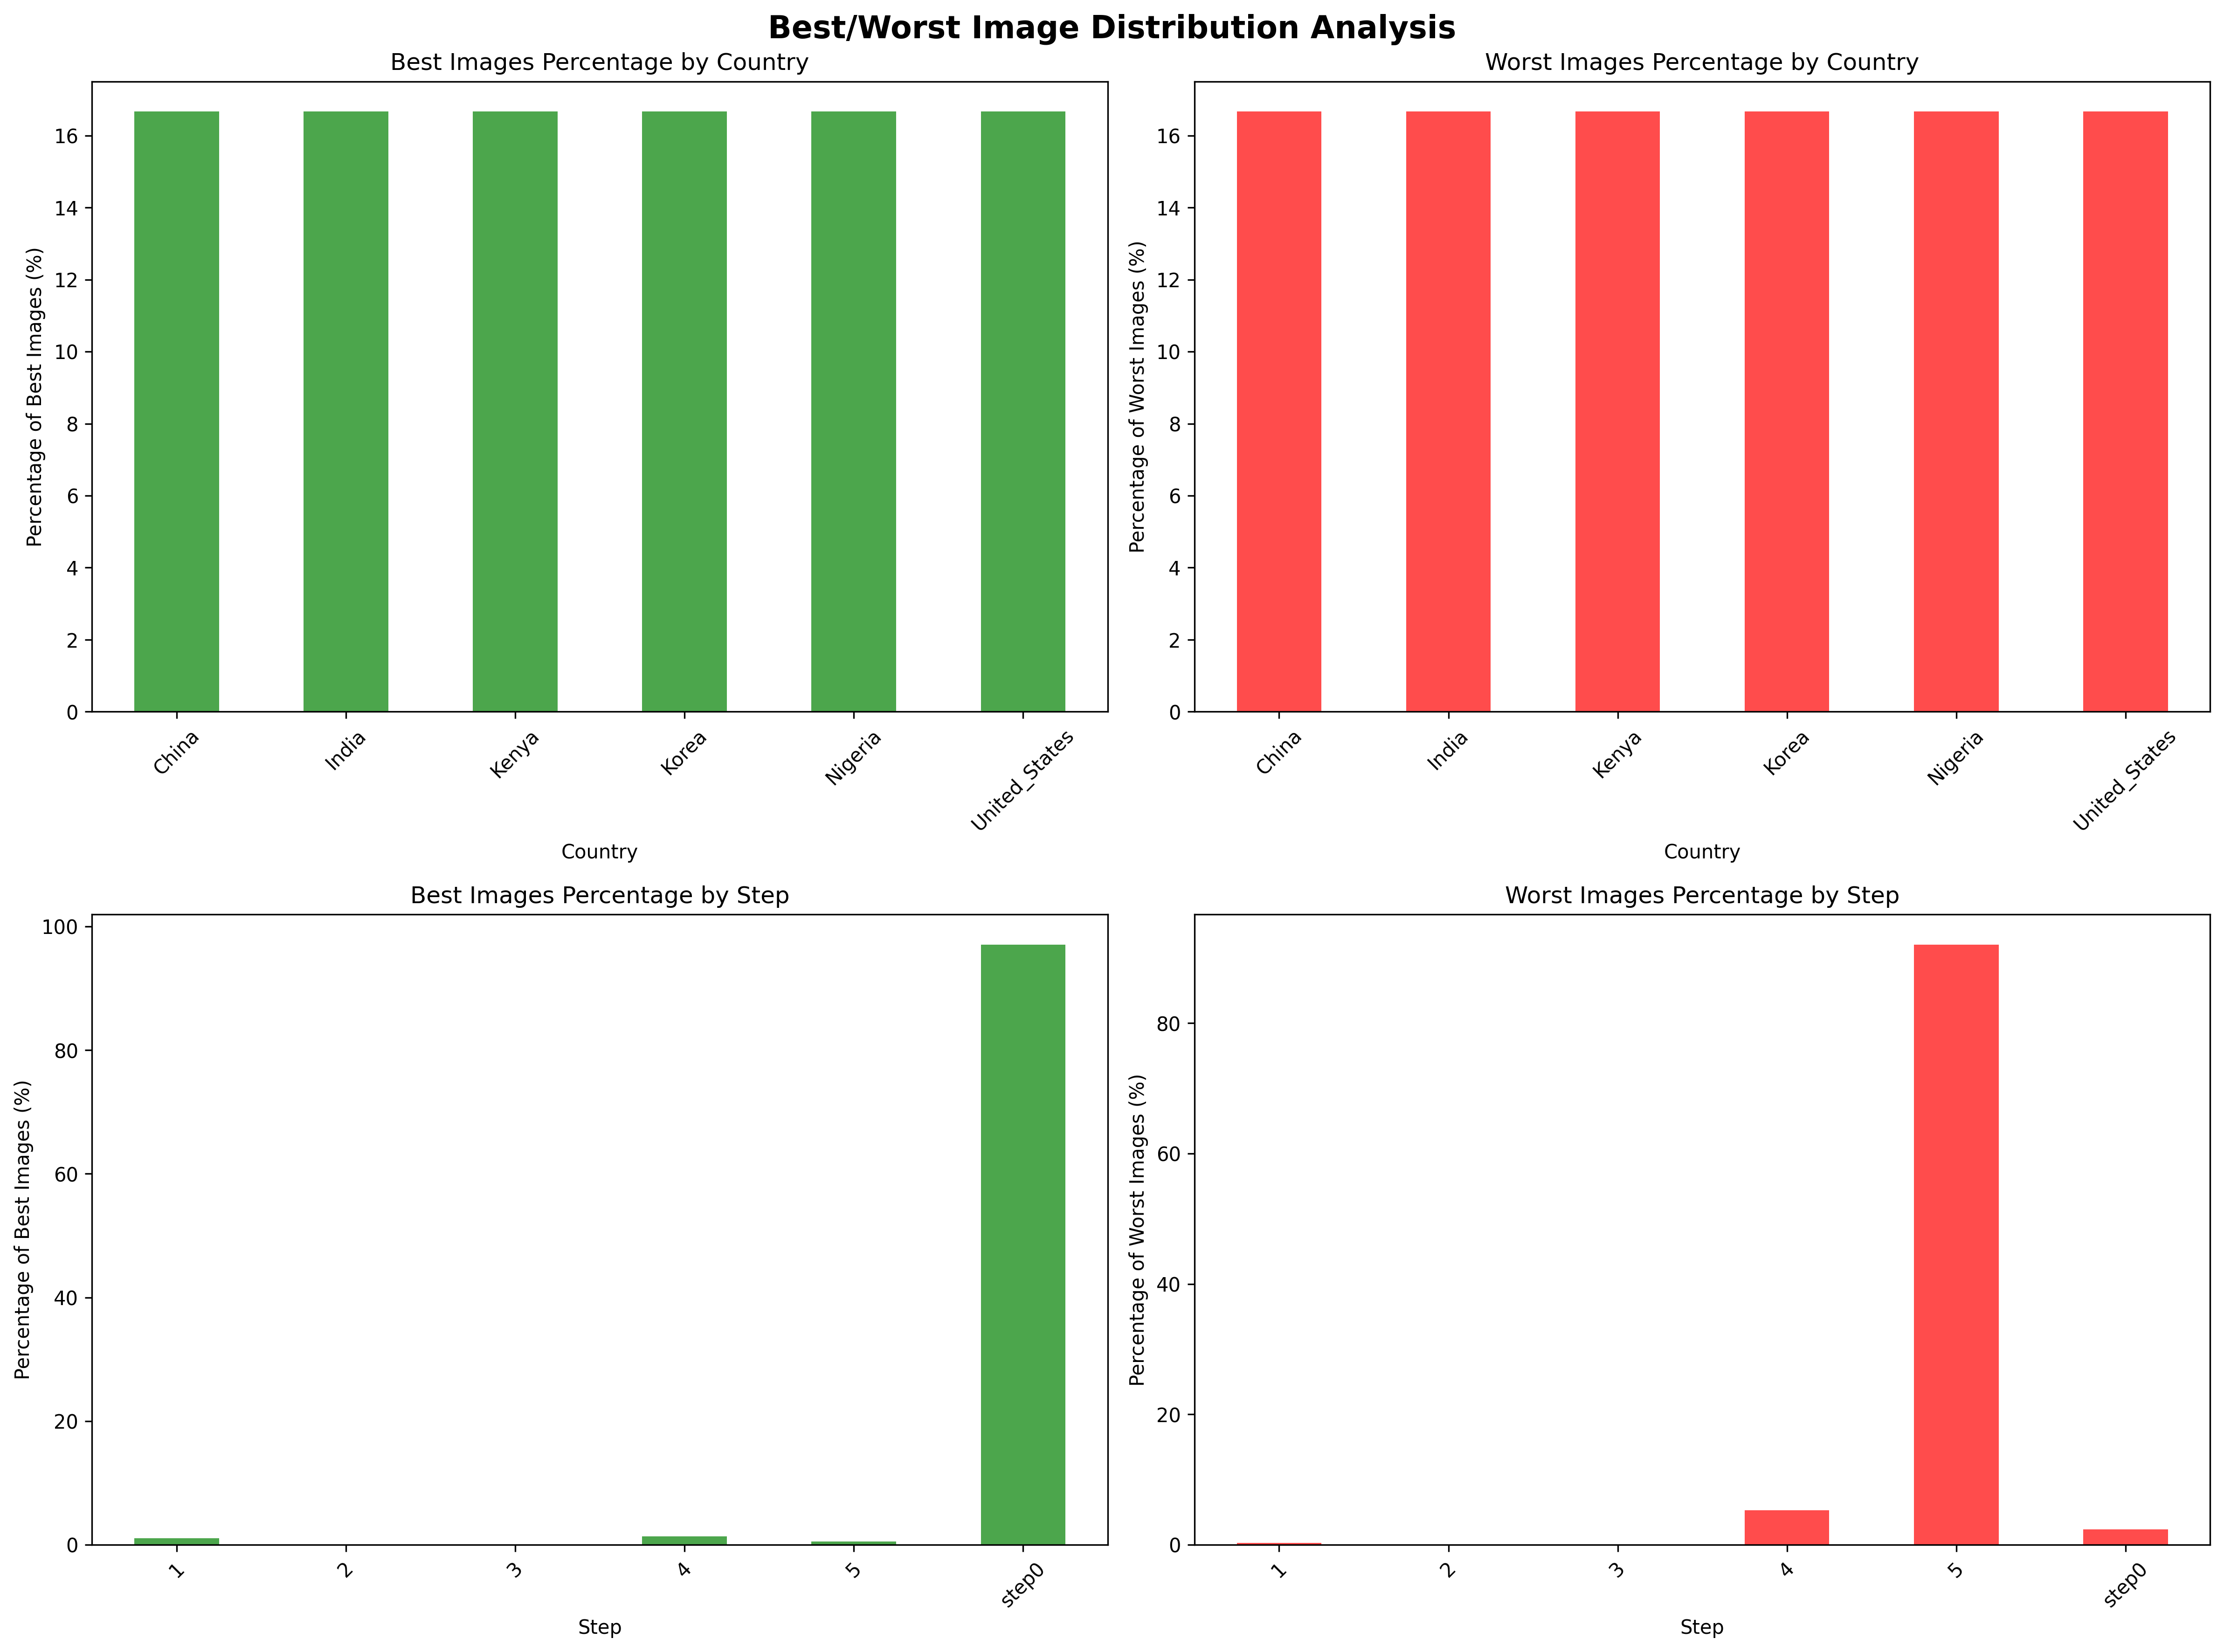 Best/Worst Image Distribution Analysis
Best Images Percentage by Country
Percentage of Best Images (%)
16
14
12
10
8
6
4
2
0
China
India
Kenya
Korea
Nigeria
United_States
Country
Worst Images Percentage by Country
Percentage of Worst Images (%)
16
14
12
10
8
6
4
2
0
China
India
Kenya
Korea
Nigeria
United_States
Country
Best Images Percentage by Step
Percentage of Best Images (%)
100
80
60
40
20
0
1
2
3
4
5
step0
Step
Worst Images Percentage by Step
Percentage of Worst Images (%)
80
60
40
20
0
1
2
3
4
5
step0
Step